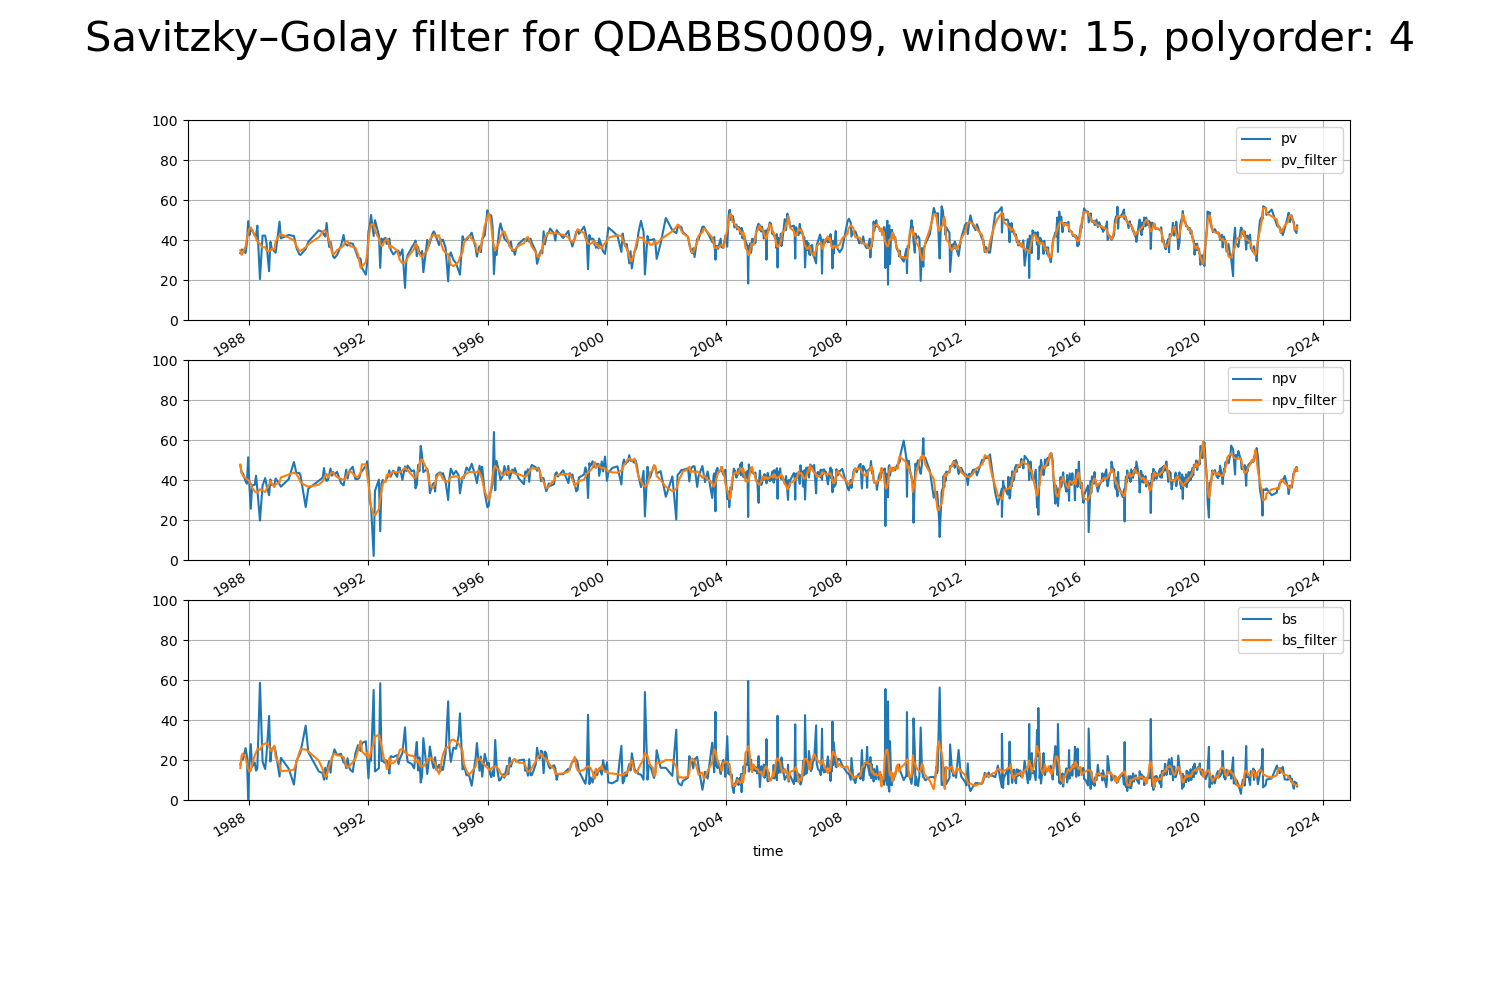 Savitzky–Golay filter for QDABBS0009, window: 15, polyorder: 4
100
80
60
40
20
0
pv
pv_filter
1988 1992 1996 2000 2004 2008 2012 2016 2020 2024
100
80
60
40
20
0
npv
npv_filter
1988 1992 1996 2000 2004 2008 2012 2016 2020 2024
100
80
60
40
20
0
bs
bs_filter
1988 1992 1996 2000 2004 2008 2012 2016 2020 2024
time